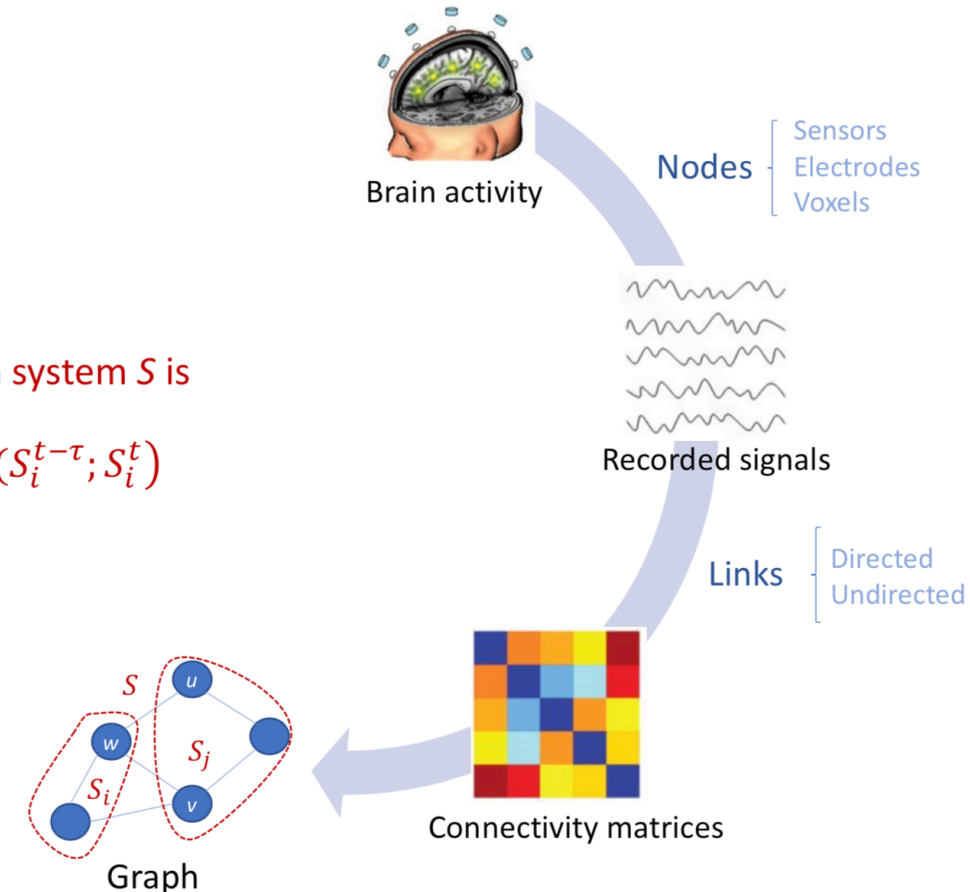 Brain activity
Nodes
Sensors
Electrodes
Voxels
system S is
(S_i^{t−τ}; S_i^t)
Recorded signals
Links
Directed
Undirected
S
u
w
S_j
S_i
v
Connectivity matrices
Graph